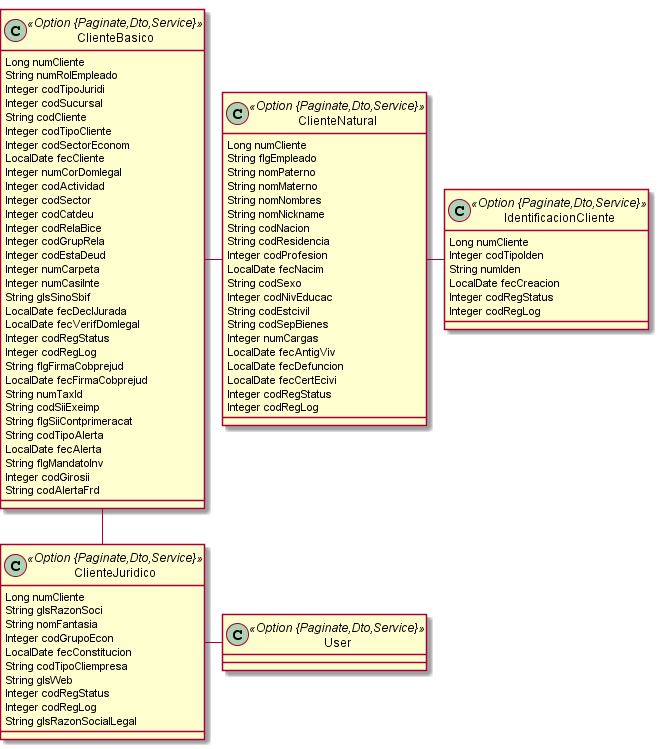 C
«Option {Paginate,Dto,Service}»
ClienteBasico
Long numCliente
String numRolEmpleado
Integer codTipoJuridi
Integer codSucursal
String codCliente
Integer codTipoCliente
Integer codSectorEconom
LocalDate fecCliente
Integer numCorDomlegal
Integer codActividad
Integer codSector
Integer codCatdeu
Integer codRelaBice
Integer codGrupRela
Integer codEstaDeud
Integer numCarpeta
Integer numCasiInte
String glsSinoSbif
LocalDate fecDeclJurada
LocalDate fecVerifDomlegal
Integer codRegStatus
Integer codRegLog
String flgFirmaCobprejud
LocalDate fecFirmaCobprejud
String numTaxId
String codSiiExeimp
String flgSiiContprimeracat
String codTipoAlerta
LocalDate fecAlerta
String flgMandatoInv
Integer codGirosii
String codAlertaFrd
C
«Option {Paginate,Dto,Service}»
ClienteNatural
Long numCliente
String flgEmpleado
String nomPaterno
String nomMaterno
String nomNombres
String nomNickname
String codNacion
String codResidencia
Integer codProfesion
LocalDate fecNacim
String codSexo
Integer codNivEducac
String codEstcivil
String codSepBienes
Integer numCargas
LocalDate fecAntigViv
LocalDate fecDefuncion
LocalDate fecCertEcivi
Integer codRegStatus
Integer codRegLog
C
«Option {Paginate,Dto,Service}»
IdentificacionCliente
Long numCliente
Integer codTipoIden
String numIden
LocalDate fecCreacion
Integer codRegStatus
Integer codRegLog
C
«Option {Paginate,Dto,Service}»
ClienteJuridico
Long numCliente
String glsRazonSoci
String nomFantasia
Integer codGrupoEcon
LocalDate fecConstitucion
String codTipoCliempresa
String glsWeb
Integer codRegStatus
Integer codRegLog
String glsRazonSocialLegal
C
«Option {Paginate,Dto,Service}»
User